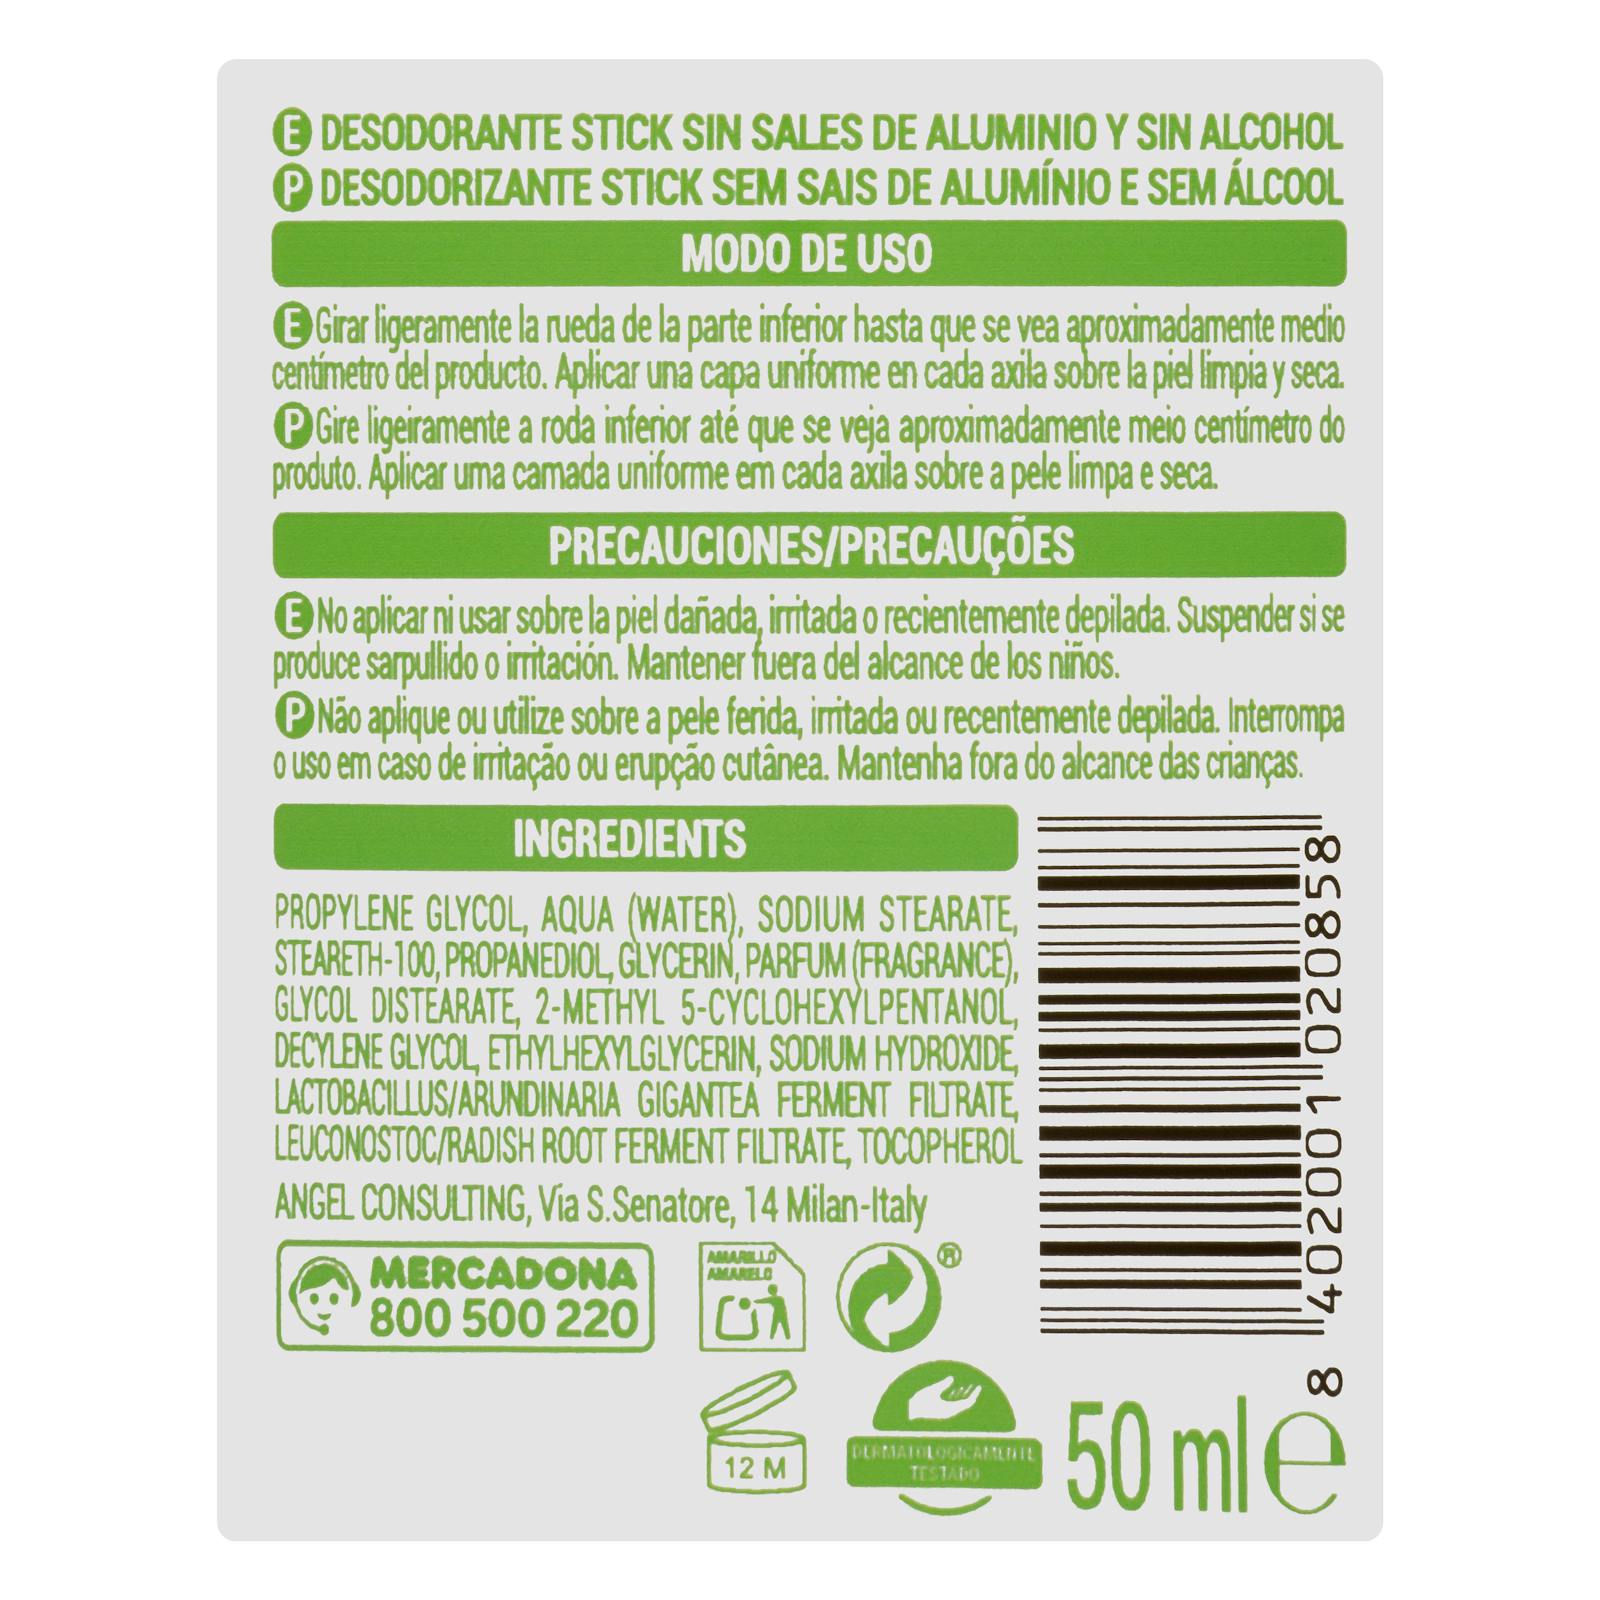 E DESODORANTE STICK SIN SALES DE ALUMINIO Y SIN ALCOHOL
P DESODORIZANTE STICK SEM SAIS DE ALUMÍNIO E SEM ÁLCOOL
MODO DE USO
E Girar ligeramente la rueda de la parte inferior hasta que se vea aproximadamente medio
centímetro del producto. Aplicar una capa uniforme en cada axila sobre la piel limpia y seca.
P Gire ligeiramente a roda inferior até que se veja aproximadamente meio centímetro do
produto. Aplicar uma camada uniforme em cada axila sobre a pele limpa e seca.
PRECAUCIONES/PRECAUÇÕES
E No aplicar ni usar sobre la piel dañada, irritada o recientemente depilada. Suspender si se
produce sarpullido o irritación. Mantener fuera del alcance de los niños.
P Não aplique ou utilize sobre a pele ferida, irritada ou recentemente depilada. Interrompa
o uso em caso de irritação ou erupção cutânea. Mantenha fora do alcance das crianças.
INGREDIENTS
PROPYLENE GLYCOL, AQUA (WATER), SODIUM STEARATE,
STEARETH-100, PROPANEDIOL, GLYCERIN, PARFUM (FRAGRANCE),
GLYCOL DISTEARATE, 2-METHYL 5-CYCLOHEXYLPENTANOL,
DECYLENE GLYCOL, ETHYLHEXYLGLYCERIN, SODIUM HYDROXIDE,
LACTOBACILLUS/ARUNDINARIA GIGANTEA FERMENT FILTRATE,
LEUCONOSTOC/RADISH ROOT FERMENT FILTRATE, TOCOPHEROL
ANGEL CONSULTING, Vía S.Senatore, 14 Milan-Italy
MERCADONA
800 500 220
AMARILLO
AMARELO
®
12 M
DERMATOLOGICAMENTE
TESTADO
50 ml e
8 402001 020858